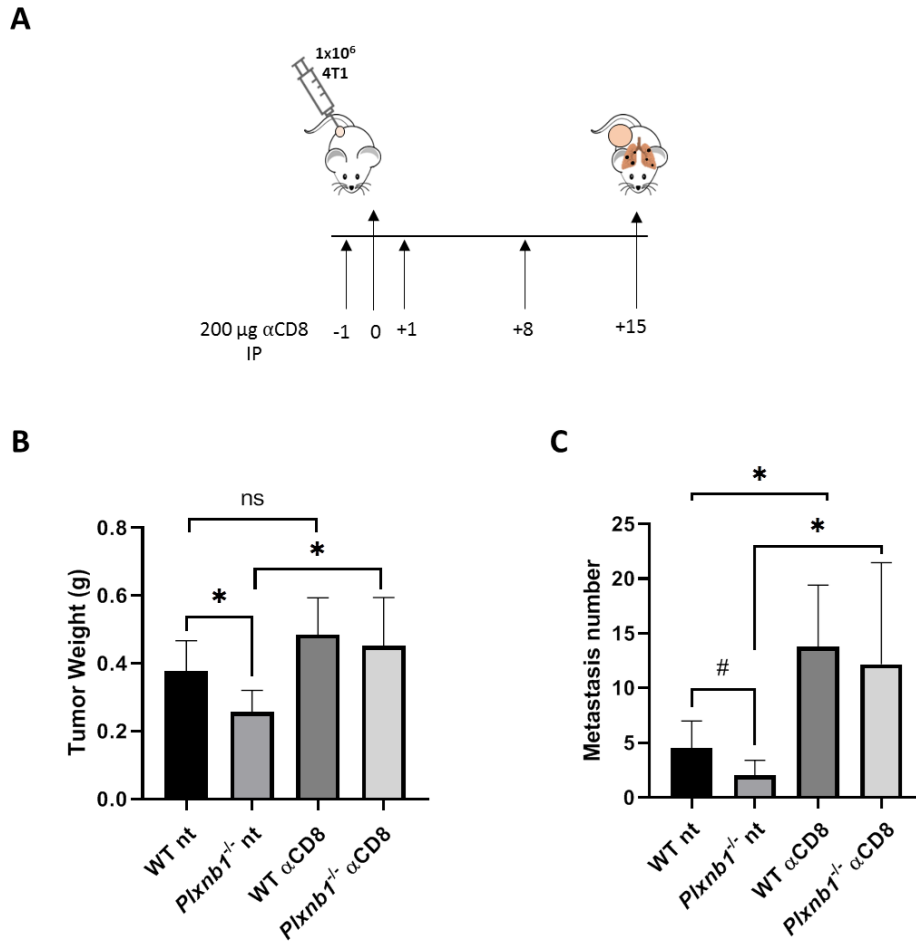 A
1x10⁶
4T1
200 µg αCD8
IP
-1 0 +1 +8 +15
B
C
Tumor Weight (g)
0.8
0.6
0.4
0.2
0.0
ns
*
*
WT nt
Plxnb1⁻/⁻ nt
WT αCD8
Plxnb1⁻/⁻ αCD8
Metastasis number
25
20
15
10
5
0
*
*
#
WT nt
Plxnb1⁻/⁻ nt
WT αCD8
Plxnb1⁻/⁻ αCD8